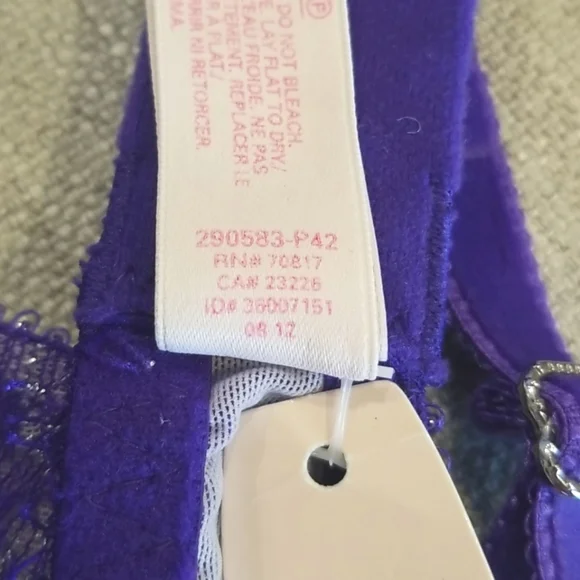 P
DO NOT BLEACH.
LAY FLAT TO DRY/
EAU FROIDE. NE PAS
TEMENT. REPLACER LE
R À PLAT/
NI RETORCER.
290583-P42
RN# 70817
CA# 23226
ID# 36007151
08 12